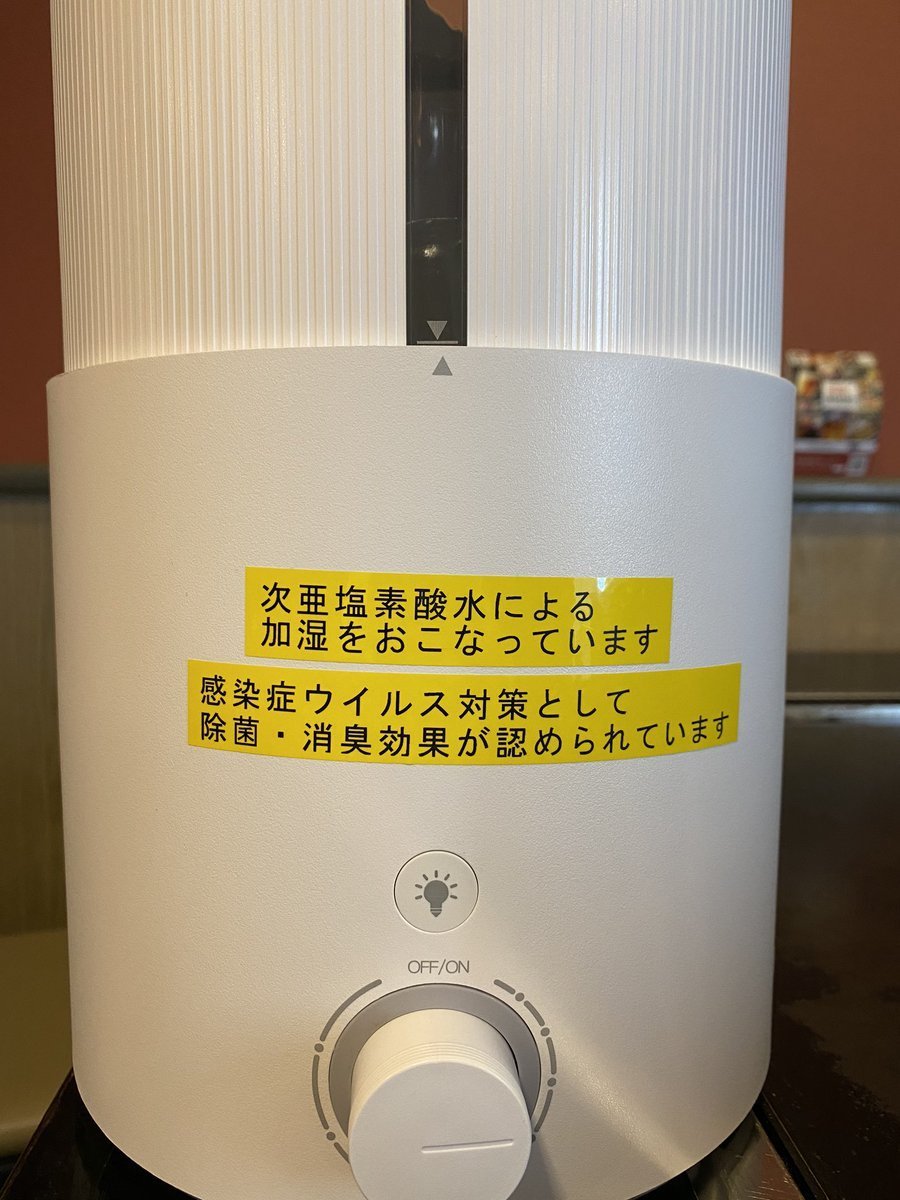 次亜塩素酸水による
加湿をおこなっています
感染症ウイルス対策として
除菌・消臭効果が認められています
OFF/ON